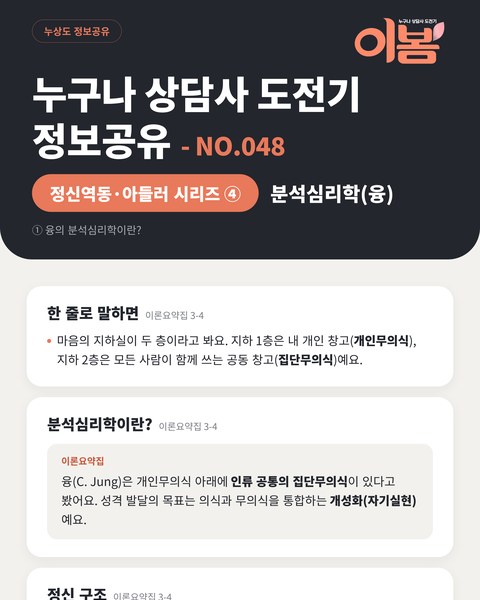 누상도 정보공유
누구나 상담사 도전기
이봄
누구나 상담사 도전기
정보공유 - NO.048
정신역동·아들러 시리즈 ④ 분석심리학(융)
① 융의 분석심리학이란?
한 줄로 말하면 이론요약집 3-4
• 마음의 지하실이 두 층이라고 봐요. 지하 1층은 내 개인 창고(개인무의식),
지하 2층은 모든 사람이 함께 쓰는 공동 창고(집단무의식)예요.
분석심리학이란? 이론요약집 3-4
이론요약집
융(C. Jung)은 개인무의식 아래에 인류 공통의 집단무의식이 있다고
봤어요. 성격 발달의 목표는 의식과 무의식을 통합하는 개성화(자기실현)
예요.
정신 구조 이론요약집 3-4